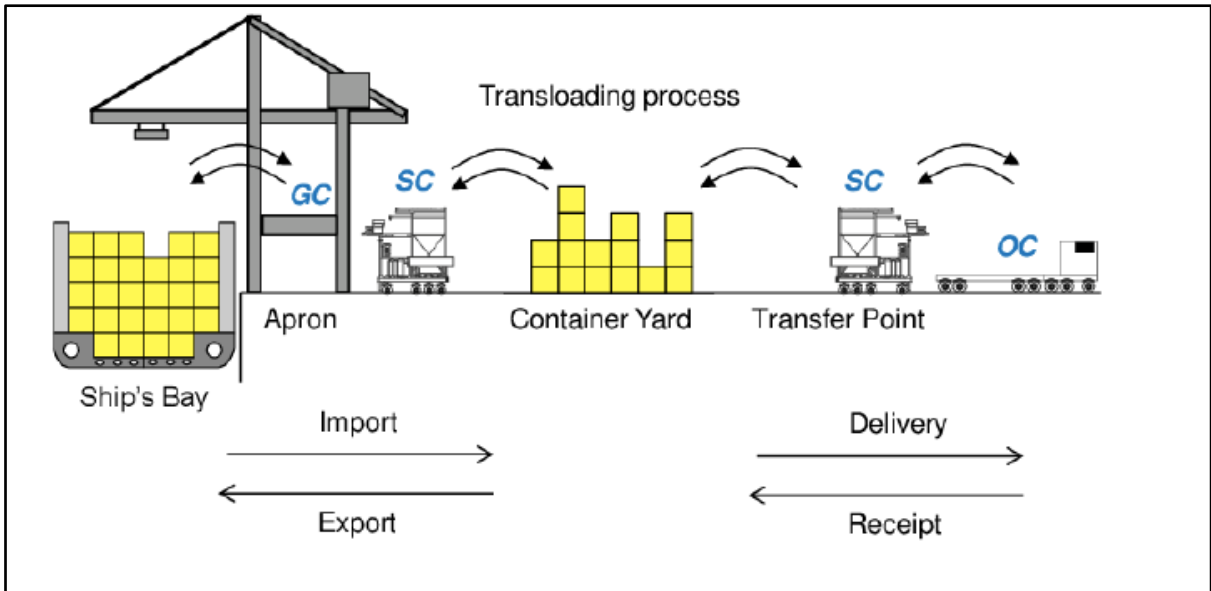 Transloading process
GC
SC
SC
OC
Apron
Container Yard
Transfer Point
Ship's Bay
Import
Delivery
Export
Receipt